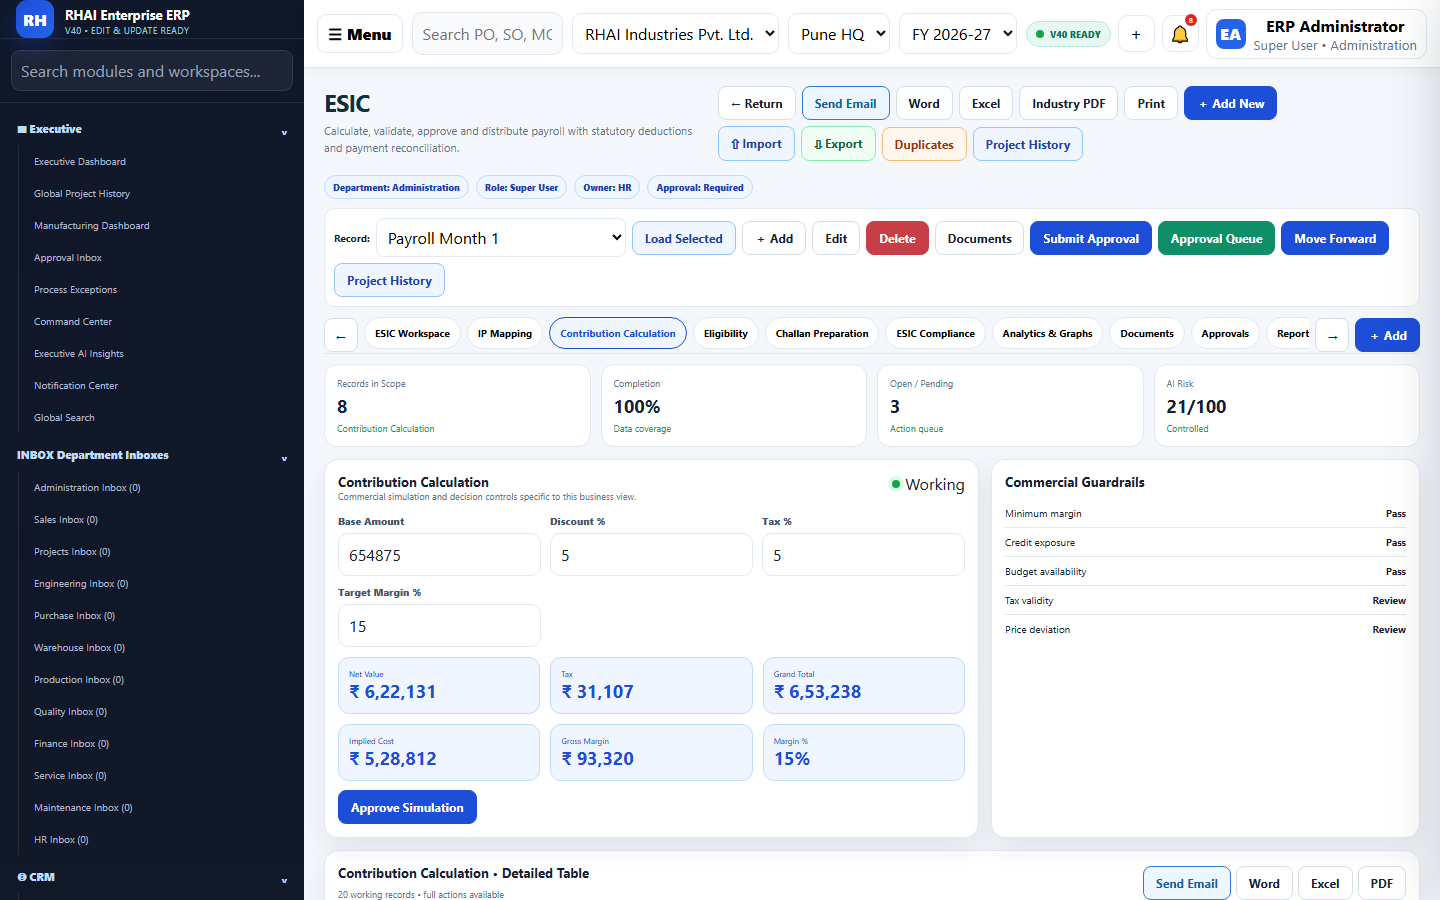 RH
RHAI Enterprise ERP
V40 • EDIT & UPDATE READY
Search modules and workspaces...
Executive
Executive Dashboard
Global Project History
Manufacturing Dashboard
Approval Inbox
Process Exceptions
Command Center
Executive AI Insights
Notification Center
Global Search
INBOX Department Inboxes
Administration Inbox (0)
Sales Inbox (0)
Projects Inbox (0)
Engineering Inbox (0)
Purchase Inbox (0)
Warehouse Inbox (0)
Production Inbox (0)
Quality Inbox (0)
Finance Inbox (0)
Service Inbox (0)
Maintenance Inbox (0)
HR Inbox (0)
CRM
☰ Menu
Search PO, SO, MO
RHAI Industries Pvt. Ltd.
Pune HQ
FY 2026-27
V40 READY
+
8
EA
ERP Administrator
Super User • Administration
ESIC
Calculate, validate, approve and distribute payroll with statutory deductions
and payment reconciliation.
← Return
Send Email
Word
Excel
Industry PDF
Print
+ Add New
⇧ Import
⇩ Export
Duplicates
Project History
Department: Administration
Role: Super User
Owner: HR
Approval: Required
Record:
Payroll Month 1
Load Selected
+ Add
Edit
Delete
Documents
Submit Approval
Approval Queue
Move Forward
Project History
←
ESIC Workspace
IP Mapping
Contribution Calculation
Eligibility
Challan Preparation
ESIC Compliance
Analytics & Graphs
Documents
Approvals
Report
→
+ Add
Records in Scope
8
Contribution Calculation
Completion
100%
Data coverage
Open / Pending
3
Action queue
AI Risk
21/100
Controlled
Contribution Calculation
Commercial simulation and decision controls specific to this business view.
Working
Base Amount
654875
Discount %
5
Tax %
5
Target Margin %
15
Net Value
₹ 6,22,131
Tax
₹ 31,107
Grand Total
₹ 6,53,238
Implied Cost
₹ 5,28,812
Gross Margin
₹ 93,320
Margin %
15%
Approve Simulation
Commercial Guardrails
Minimum margin Pass
Credit exposure Pass
Budget availability Pass
Tax validity Review
Price deviation Review
Contribution Calculation • Detailed Table
20 working records • full actions available
Send Email
Word
Excel
PDF